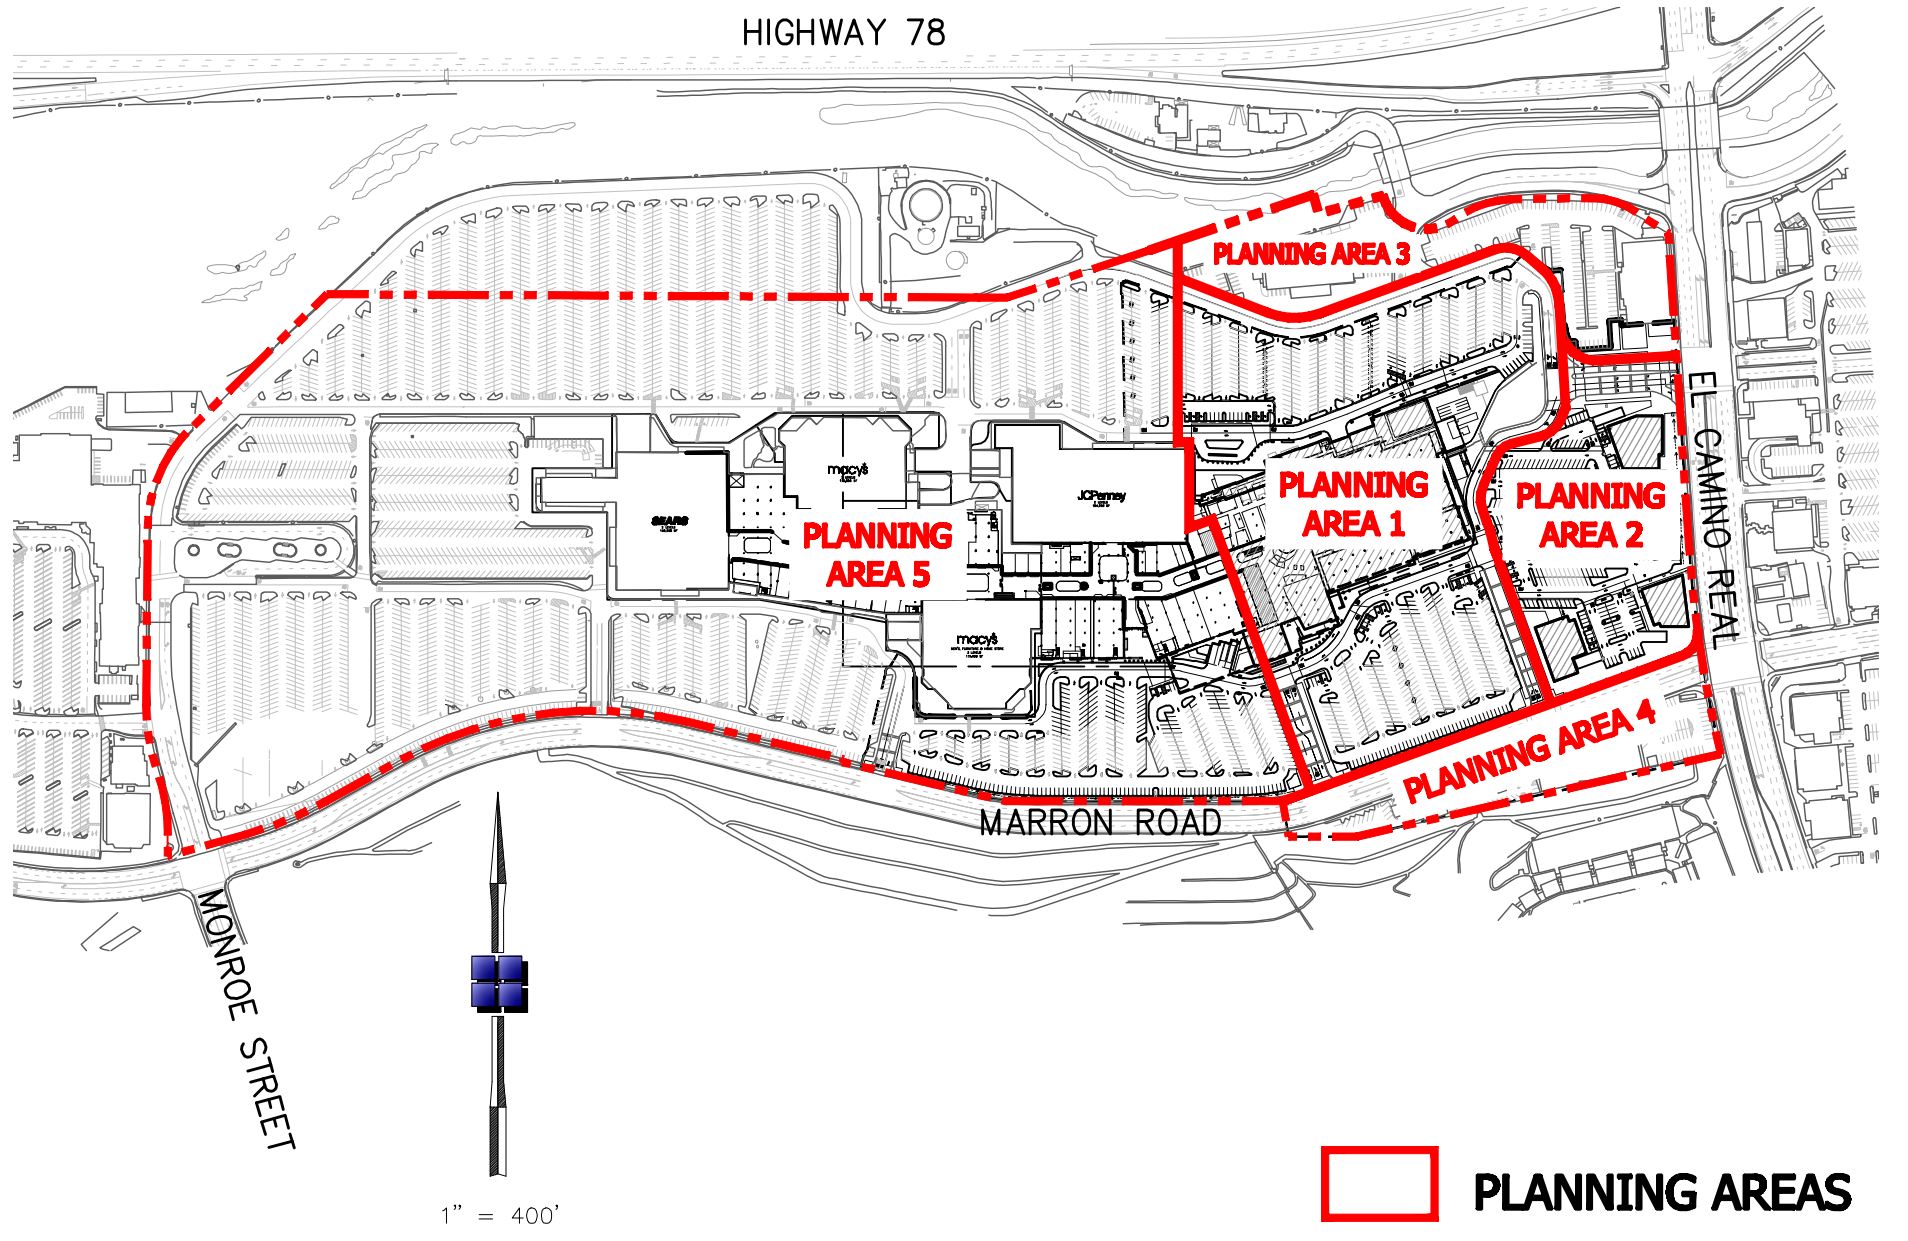 HIGHWAY 78
PLANNING AREA 3
EL CAMINO REAL
macy's
SEARS
JCPenney
PLANNING
AREA 1
PLANNING
AREA 2
PLANNING
AREA 5
macy's
PLANNING AREA 4
MARRON ROAD
MONROE STREET
PLANNING AREAS
1" = 400'